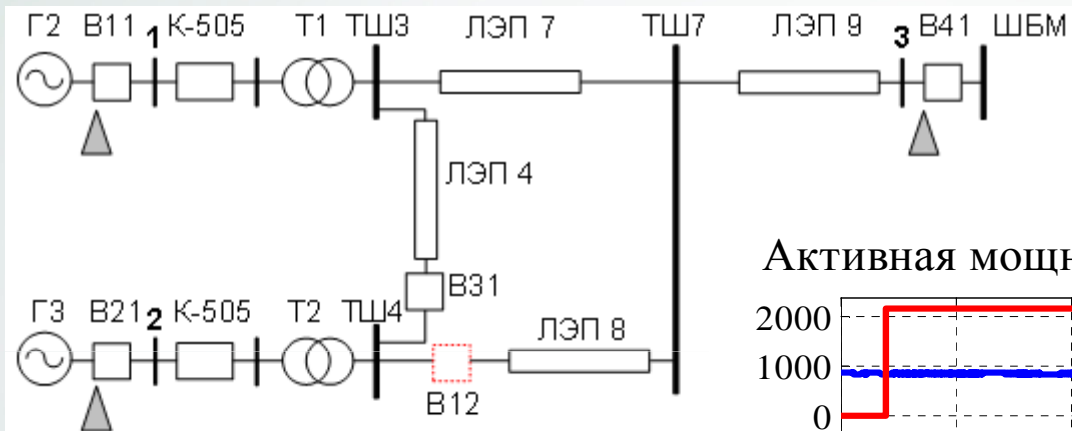 Г2 В11 1 К-505 Т1 ТШ3 ЛЭП 7 ТШ7 ЛЭП 9 3 В41 ШБМ
ЛЭП 4
В31
Активная
Г3 В21 2 К-505 Т2 ТШ4 ЛЭП 8
В12
2000
1000
0